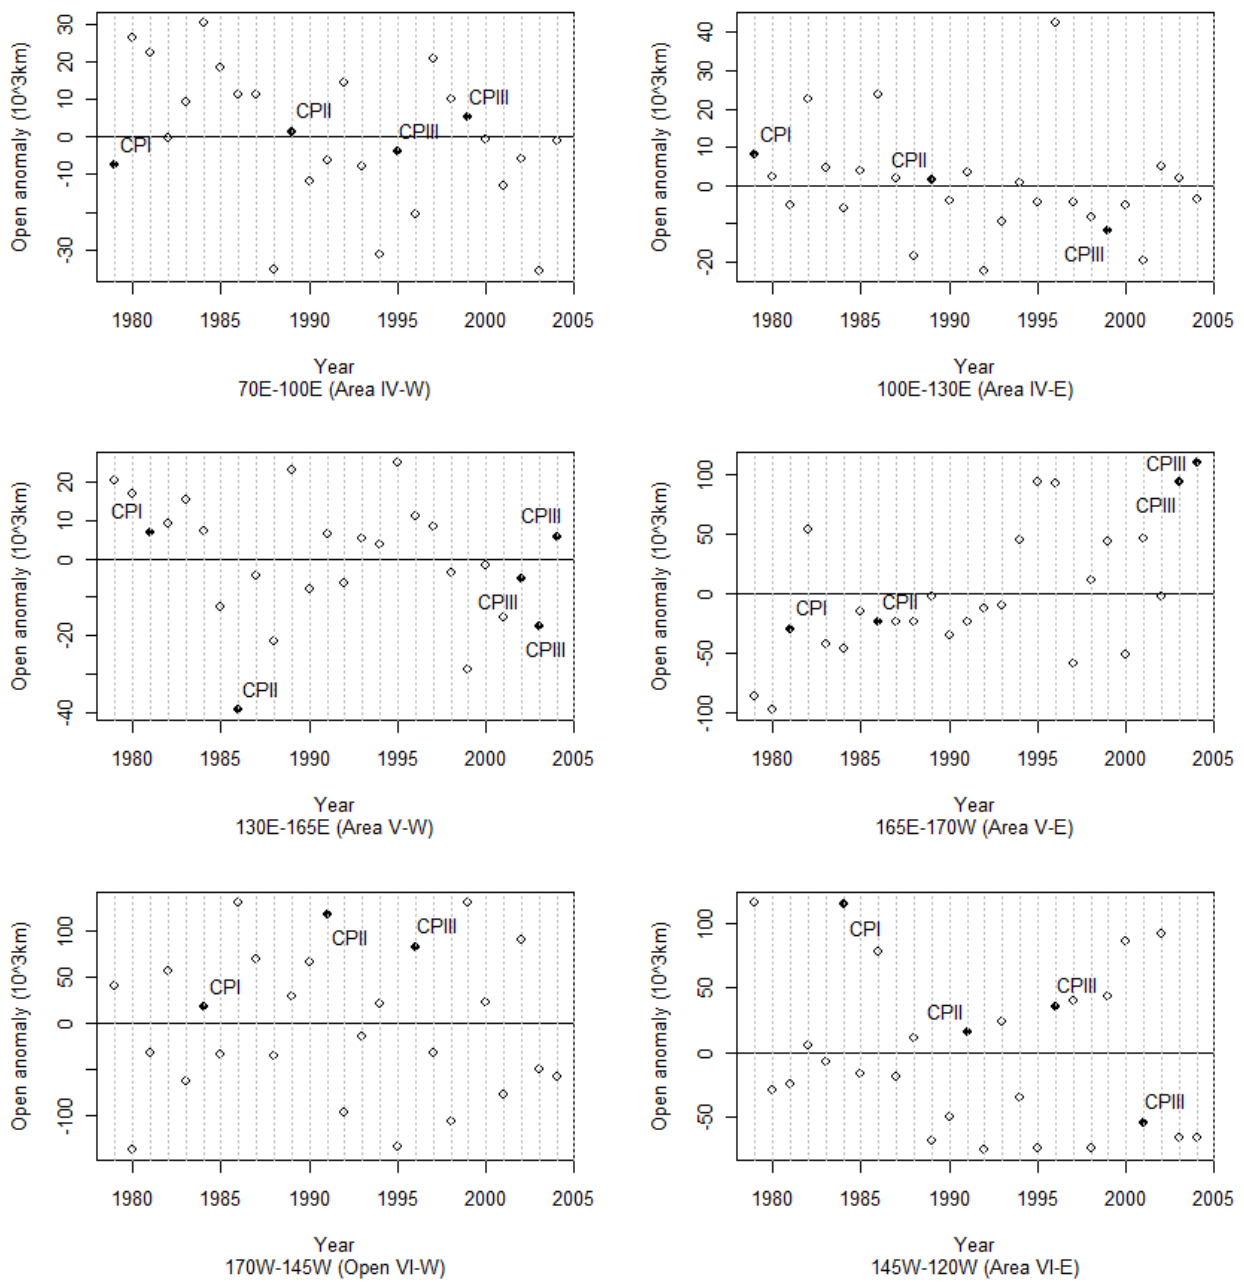 Open anomaly (10^3km)
30
20
10
0
-10
-30
CPI
CPII
CPIII
CPIII
1980 1985 1990 1995 2000 2005
Year
70E-100E (Area IV-W)
Open anomaly (10^3km)
40
30
20
10
0
-20
CPI
CPII
CPIII
1980 1985 1990 1995 2000 2005
Year
100E-130E (Area IV-E)
Open anomaly (10^3km)
20
10
0
-20
-40
CPI
CPII
CPIII
CPIII
CPIII
1980 1985 1990 1995 2000 2005
Year
130E-165E (Area V-W)
Open anomaly (10^3km)
100
50
0
-50
-100
CPI
CPII
CPIII
CPIII
1980 1985 1990 1995 2000 2005
Year
165E-170W (Area V-E)
Open anomaly (10^3km)
100
50
0
-100
CPI
CPII
CPIII
1980 1985 1990 1995 2000 2005
Year
170W-145W (Open VI-W)
Open anomaly (10^3km)
100
50
0
-50
CPI
CPII
CPIII
CPIII
1980 1985 1990 1995 2000 2005
Year
145W-120W (Area VI-E)